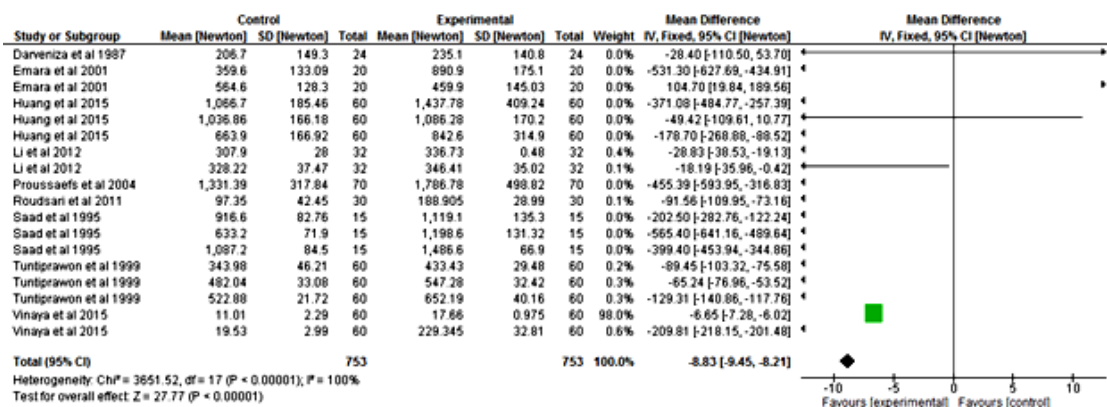 Control Experimental Mean Difference Mean Difference
Study or Subgroup Mean [Newton] SD [Newton] Total Mean [Newton] SD [Newton] Total Weight IV, Fixed, 95% CI [Newton] IV, Fixed, 95% CI [Newton]
Darveniza et al 1987 206.7 149.3 24 235.1 140.8 24 0.0% -28.40 [-110.50, 53.70]
Emara et al 2001 359.6 133.09 20 890.9 175.1 20 0.0% -531.30 [-627.69, -434.91]
Emara et al 2001 564.6 128.3 20 459.9 145.03 20 0.0% 104.70 [19.84, 189.56]
Huang et al 2015 1,066.7 185.46 60 1,437.78 409.24 60 0.0% -371.08 [-484.77, -257.39]
Huang et al 2015 1,036.86 166.18 60 1,086.28 170.2 60 0.0% -49.42 [-109.61, 10.77]
Huang et al 2015 663.9 166.92 60 842.6 314.9 60 0.0% -178.70 [-268.88, -88.52]
Li et al 2012 307.9 28 32 336.73 0.48 32 0.4% -28.83 [-38.53, -19.13]
Li et al 2012 328.22 37.47 32 346.41 35.02 32 0.1% -18.19 [-35.96, -0.42]
Proussaefs et al 2004 1,331.39 317.84 70 1,786.78 498.82 70 0.0% -455.39 [-593.95, -316.83]
Roudsari et al 2011 97.35 42.45 30 188.905 28.99 30 0.0% -91.56 [-109.95, -73.16]
Saad et al 1995 916.6 82.76 15 1,119.1 135.3 15 0.0% -202.50 [-282.76, -122.24]
Saad et al 1995 633.2 71.9 15 1,198.6 131.32 15 0.0% -565.40 [-641.16, -489.64]
Saad et al 1995 1,087.2 84.5 15 1,486.6 66.9 15 0.0% -399.40 [-453.94, -344.86]
Tuntiprawon et al 1999 343.98 46.21 60 433.43 29.48 60 0.2% -89.45 [-103.32, -75.58]
Tuntiprawon et al 1999 482.04 33.08 60 547.28 32.42 60 0.3% -65.24 [-76.96, -53.52]
Tuntiprawon et al 1999 522.88 21.72 60 652.19 40.16 60 0.3% -129.31 [-140.86, -117.76]
Vinaya et al 2015 11.01 2.29 60 17.66 0.975 60 98.0% -6.65 [-7.28, -6.02]
Vinaya et al 2015 19.53 2.99 60 229.345 32.81 60 0.6% -209.81 [-218.15, -201.48]
Total (95% CI) 753 753 100.0% -8.83 [-9.45, -8.21]
Heterogeneity: Chi² = 3651.52, df = 17 (P < 0.00001); I² = 100%
Test for overall effect: Z = 27.77 (P < 0.00001)
-10 -5 0 5 10
Favours [experimental] Favours [control]